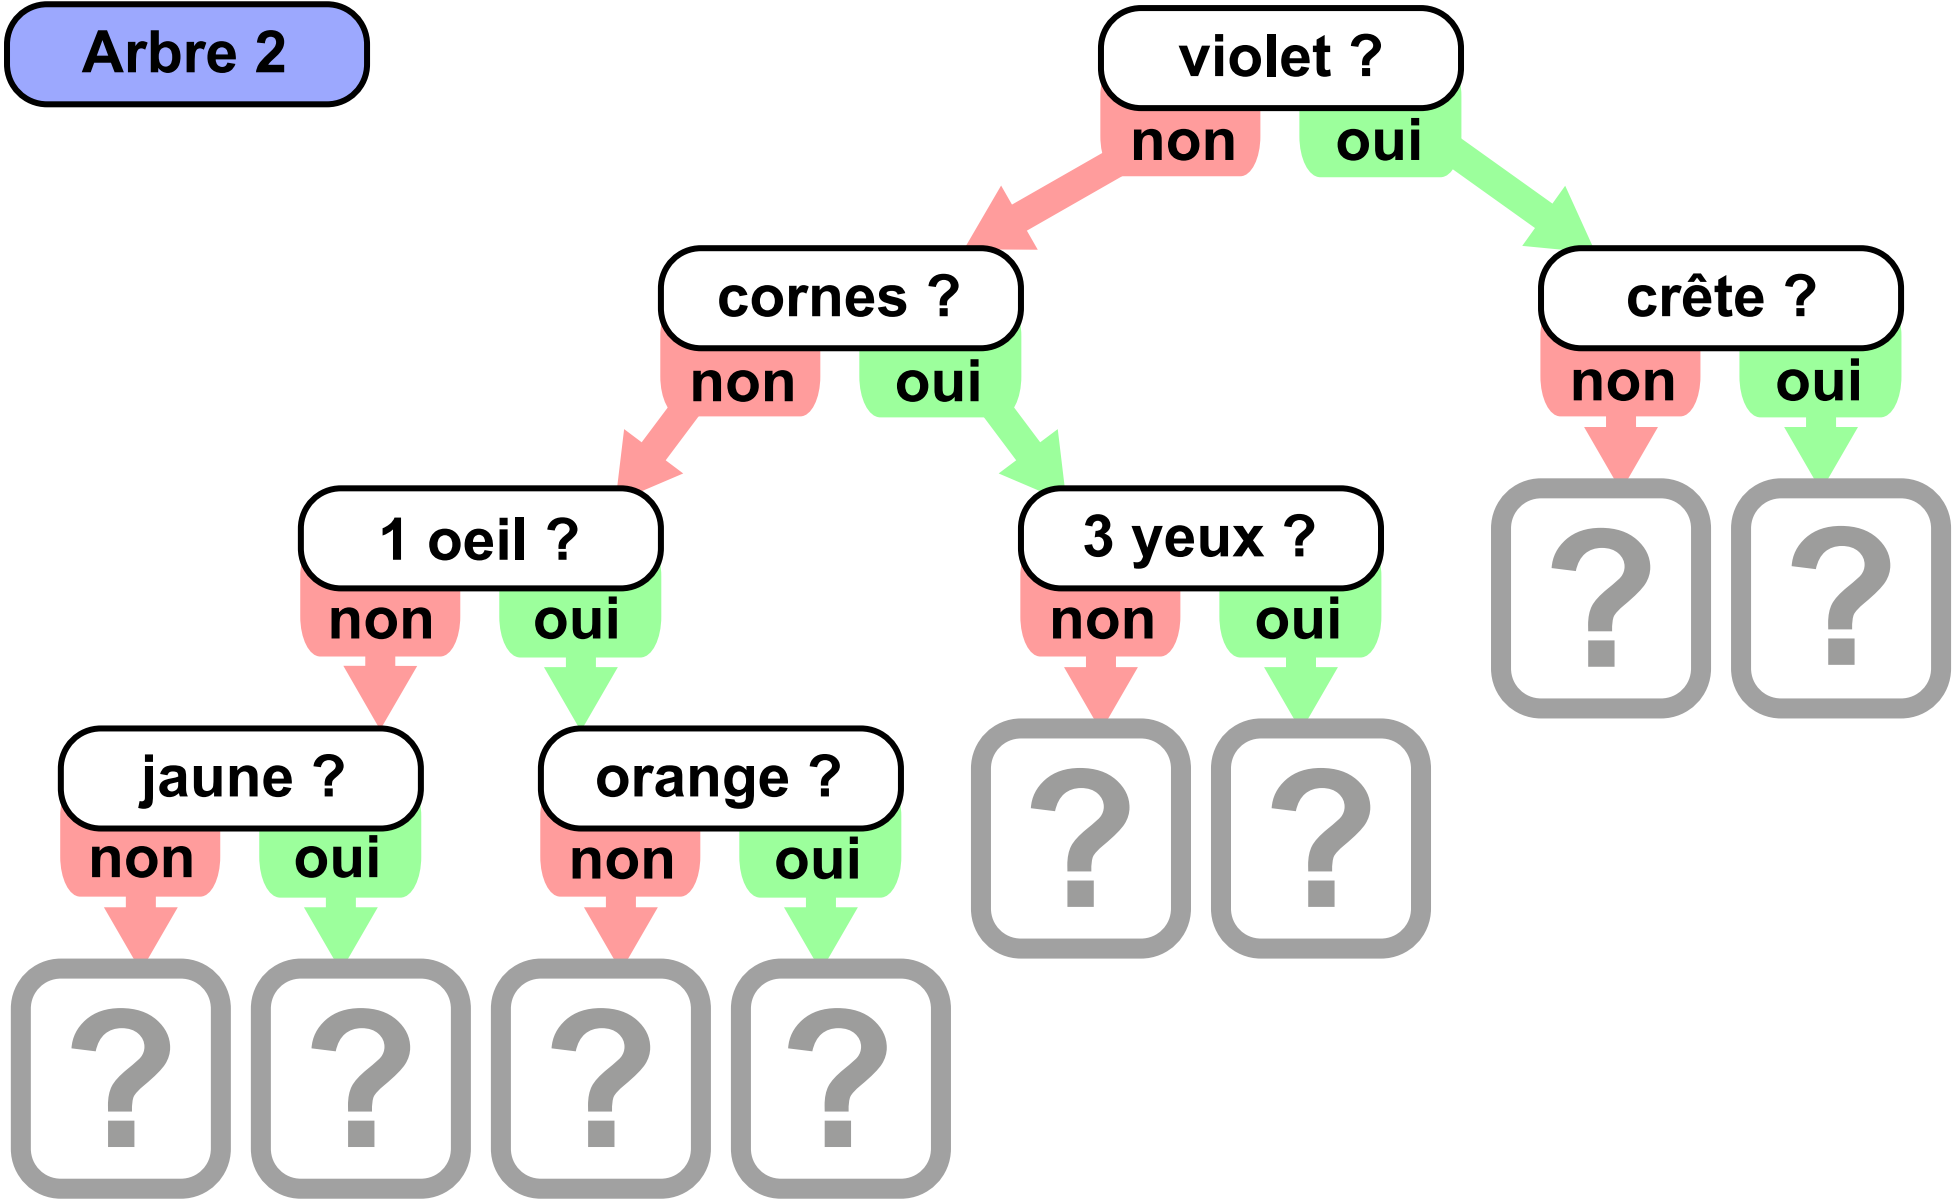 Arbre 2
violet ?
non oui
cornes ?
crête ?
non oui
non oui
1 oeil ?
3 yeux ?
? ?
non oui
non oui
jaune ?
orange ?
? ?
non oui
non oui
? ? ? ?